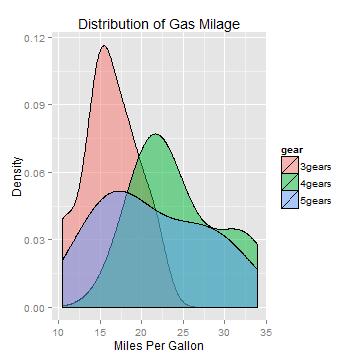 Distribution of Gas Milage
0.12
0.09
0.06
0.03
0.00
Density
10 15 20 25 30 35
Miles Per Gallon
gear
3gears
4gears
5gears